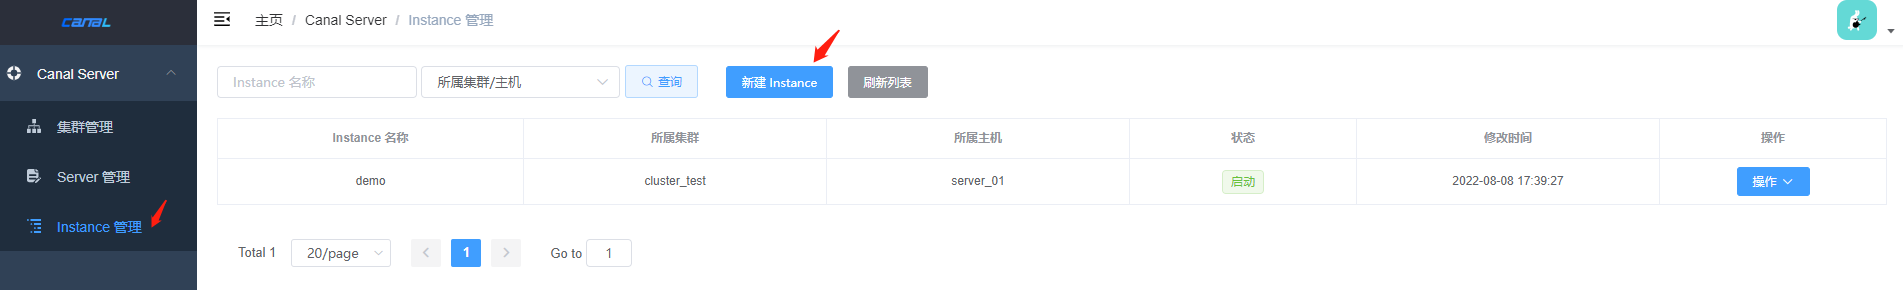 CANAL
主页 / Canal Server / Instance 管理
Canal Server
集群管理
Server 管理
Instance 管理
Instance 名称 所属集群/主机 查询 新建 Instance 刷新列表
Instance 名称 所属集群 所属主机 状态 修改时间 操作
demo cluster_test server_01 启动 2022-08-08 17:39:27 操作
Total 1 20/page 1 Go to 1